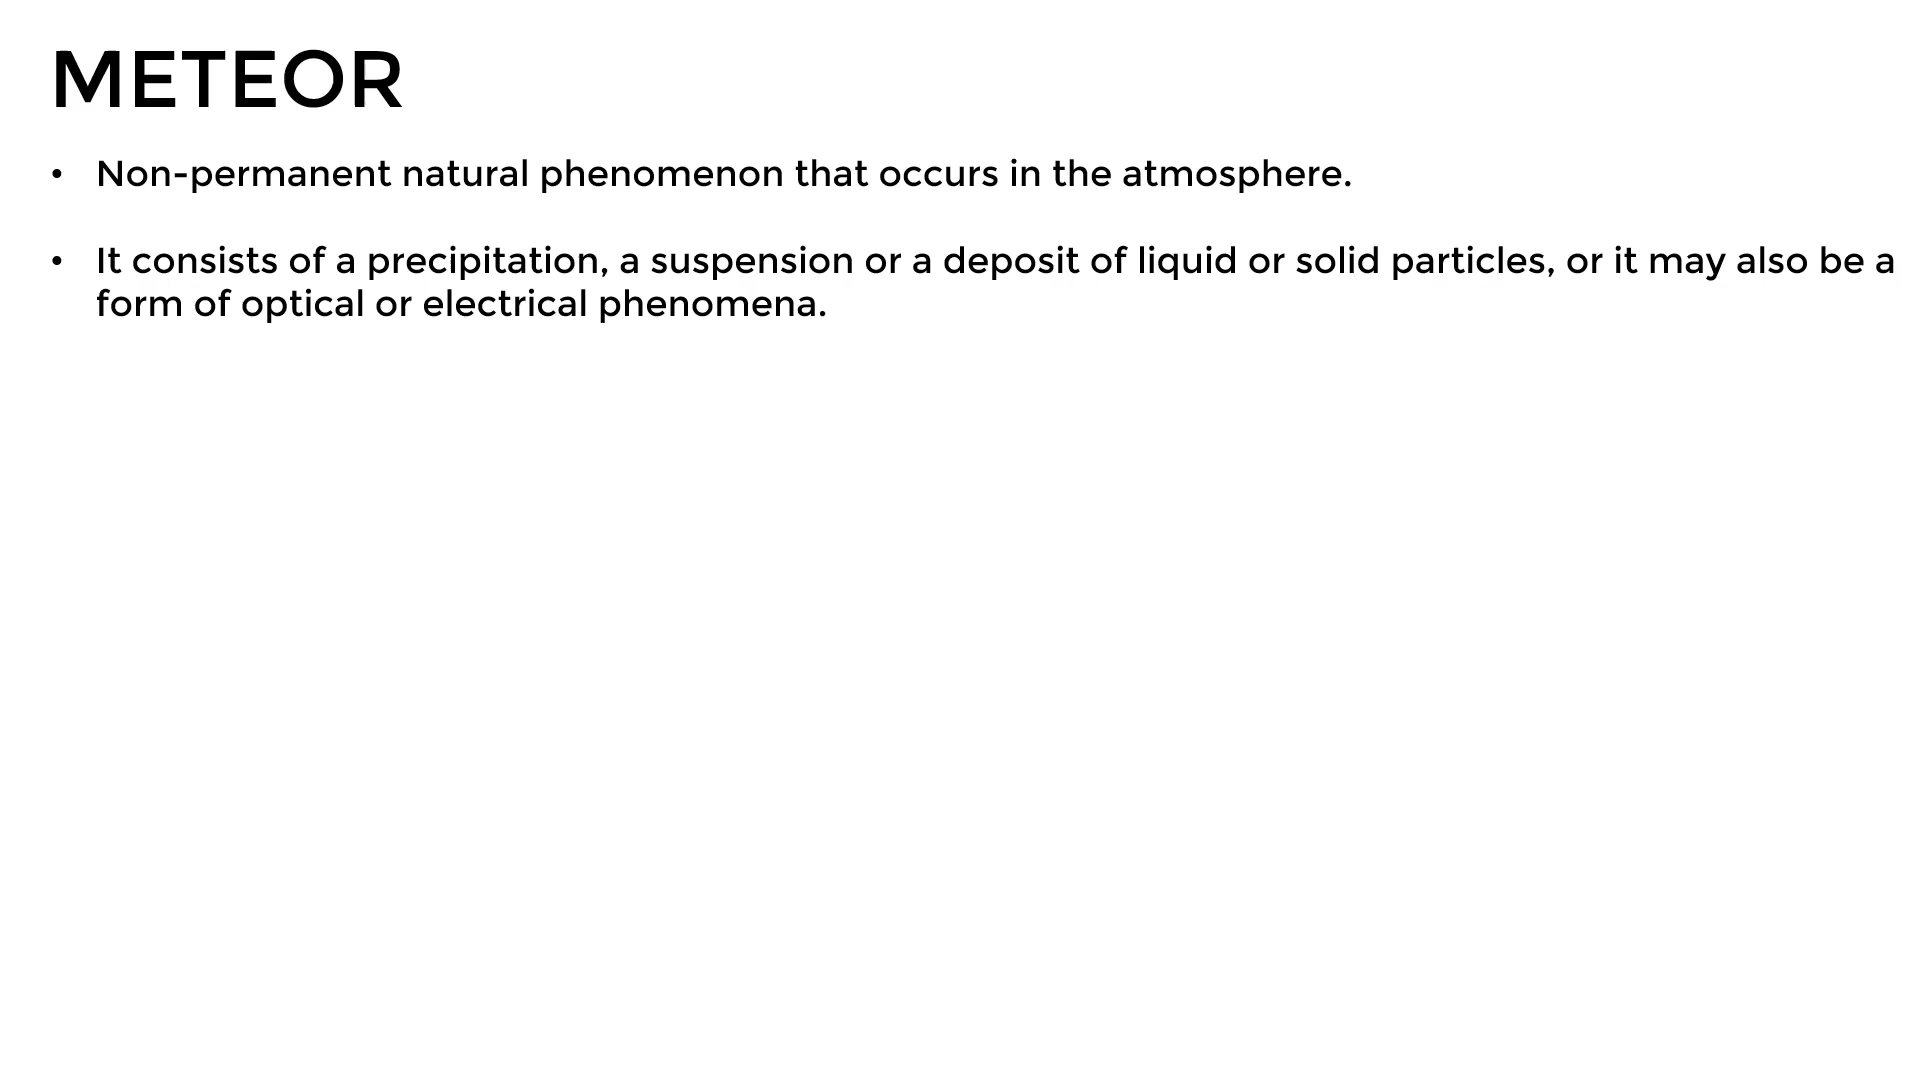 METEOR
• Non-permanent natural phenomenon that occurs in the atmosphere.
• It consists of a precipitation, a suspension or a deposit of liquid or solid particles, or it may also be a
form of optical or electrical phenomena.